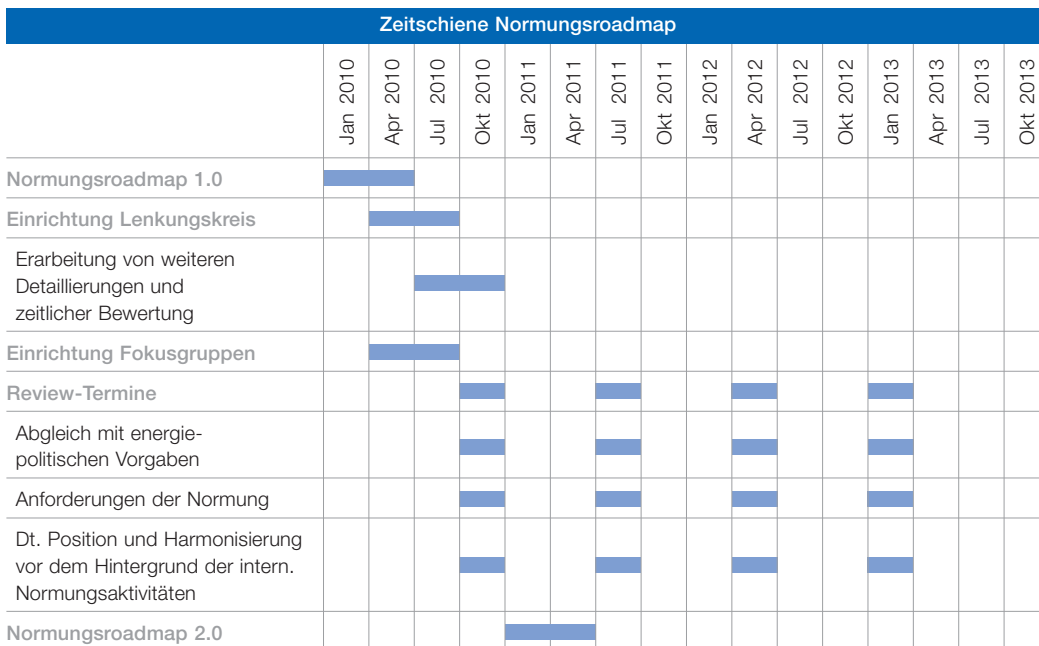 Zeitschiene Normungsroadmap
Jan 2010
Apr 2010
Jul 2010
Okt 2010
Jan 2011
Apr 2011
Jul 2011
Okt 2011
Jan 2012
Apr 2012
Jul 2012
Okt 2012
Jan 2013
Apr 2013
Jul 2013
Okt 2013
Normungsroadmap 1.0
Einrichtung Lenkungskreis
Erarbeitung von weiteren
Detaillierungen und
zeitlicher Bewertung
Einrichtung Fokusgruppen
Review-Termine
Abgleich mit energie-
politischen Vorgaben
Anforderungen der Normung
Dt. Position und Harmonisierung
vor dem Hintergrund der intern.
Normungsaktivitäten
Normungsroadmap 2.0